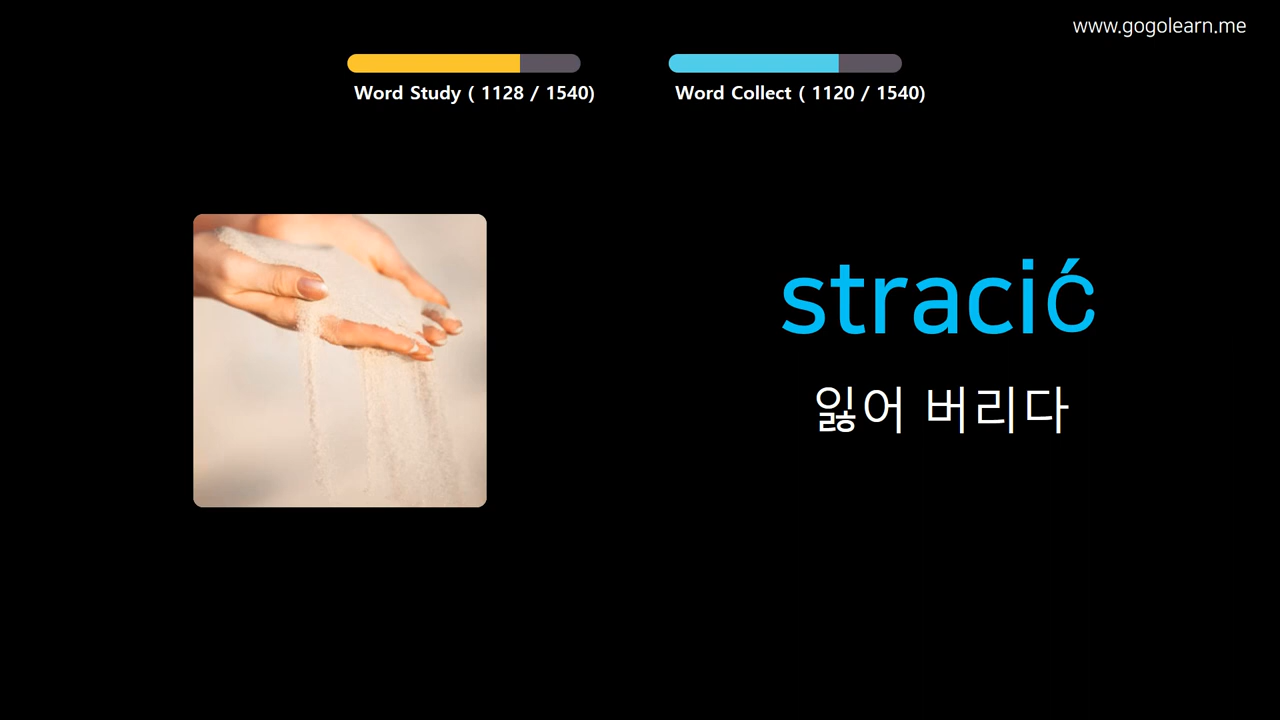 www.gogolearn.me
Word Study ( 1128 / 1540)
Word Collect ( 1120 / 1540)
stracić
잃어 버리다